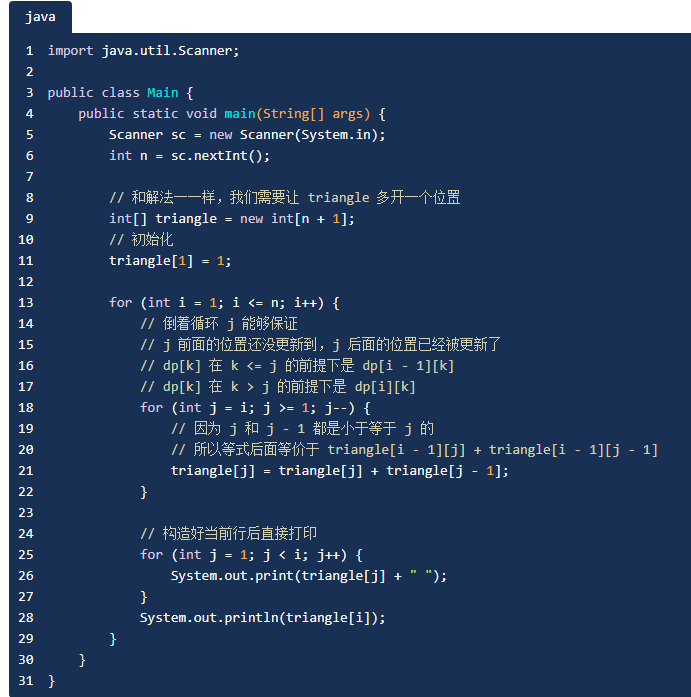 java
1 import java.util.Scanner;
2
3 public class Main {
4     public static void main(String[] args) {
5         Scanner sc = new Scanner(System.in);
6         int n = sc.nextInt();
7
8         // 和解法一一样，我们需要让 triangle 多开一个位置
9         int[] triangle = new int[n + 1];
10         // 初始化
11         triangle[1] = 1;
12
13         for (int i = 1; i <= n; i++) {
14             // 倒着循环 j 能够保证
15             // j 前面的位置还没更新到，j 后面的位置已经被更新了
16             // dp[k] 在 k <= j 的前提下是 dp[i - 1][k]
17             // dp[k] 在 k > j 的前提下是 dp[i][k]
18             for (int j = i; j >= 1; j--) {
19                 // 因为 j 和 j - 1 都是小于等于 j 的
20                 // 所以等式后面等价于 triangle[i - 1][j] + triangle[i - 1][j - 1]
21                 triangle[j] = triangle[j] + triangle[j - 1];
22             }
23
24             // 构造好当前行后直接打印
25             for (int j = 1; j < i; j++) {
26                 System.out.print(triangle[j] + " ");
27             }
28             System.out.println(triangle[i]);
29         }
30     }
31 }